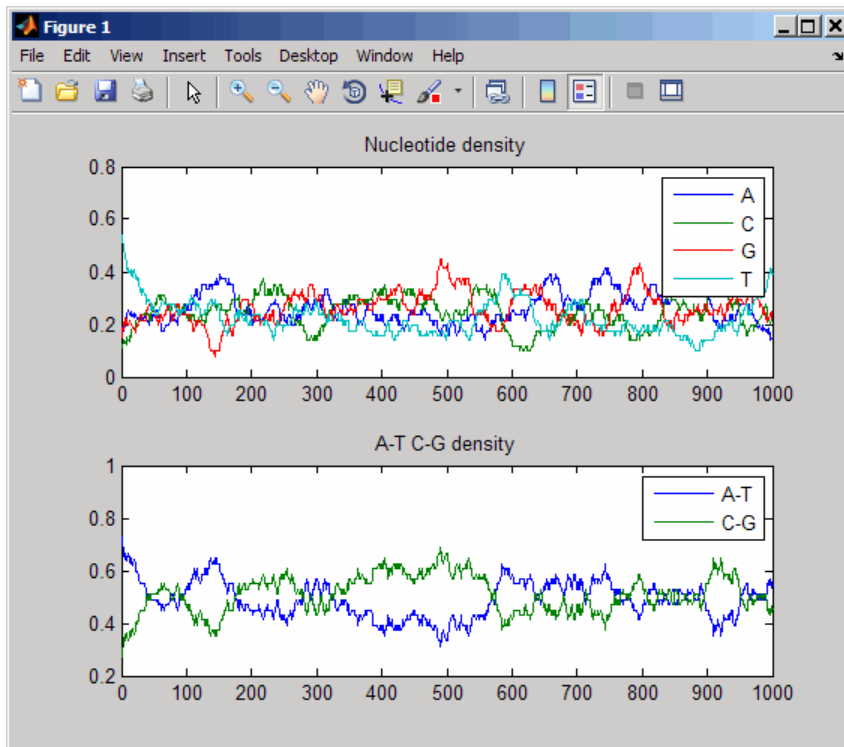 Figure 1
File Edit View Insert Tools Desktop Window Help
Nucleotide density
0.8
0.6
0.4
0.2
0
0 100 200 300 400 500 600 700 800 900 1000
A
C
G
T
A-T C-G density
1
0.8
0.6
0.4
0.2
0 100 200 300 400 500 600 700 800 900 1000
A-T
C-G